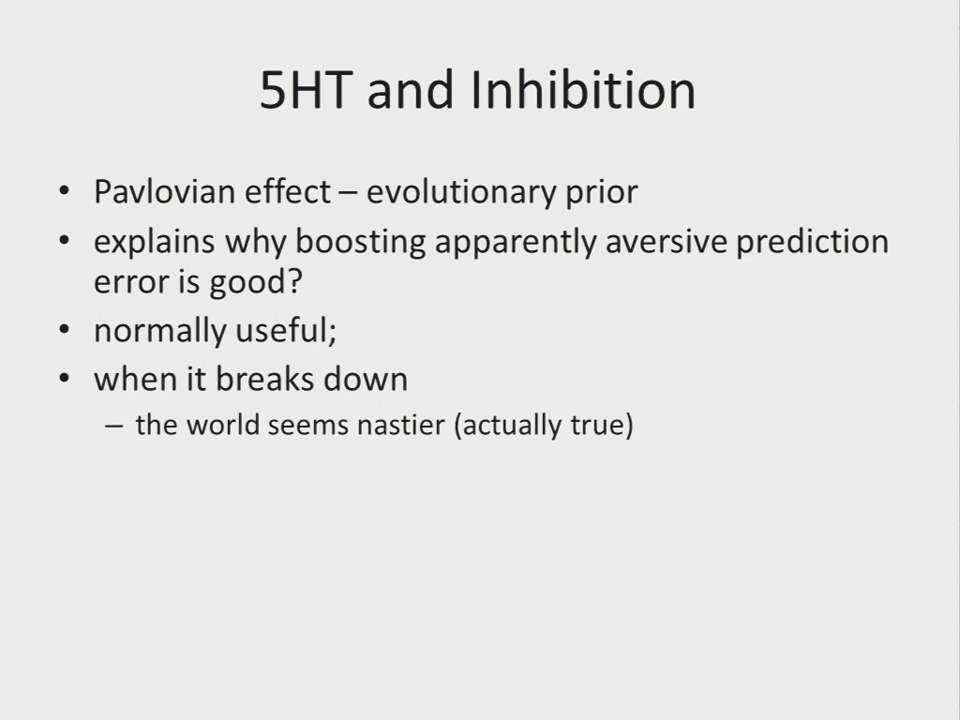 5HT and Inhibition
• Pavlovian effect – evolutionary prior
• explains why boosting apparently aversive prediction
error is good?
• normally useful;
• when it breaks down
– the world seems nastier (actually true)